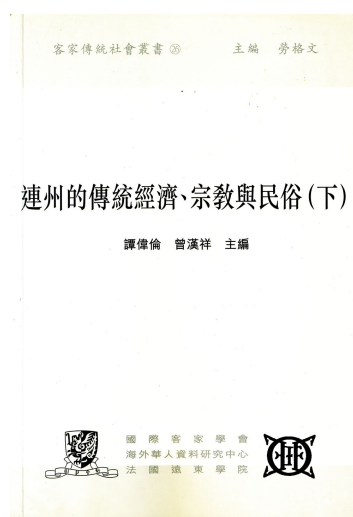 客家傳統社會叢書㉖ 主編 勞格文
連州的傳統經濟、宗教與民俗(下)
譚偉倫 曾漢祥 主編
國際客家學會
海外華人資料研究中心
法國遠東學院